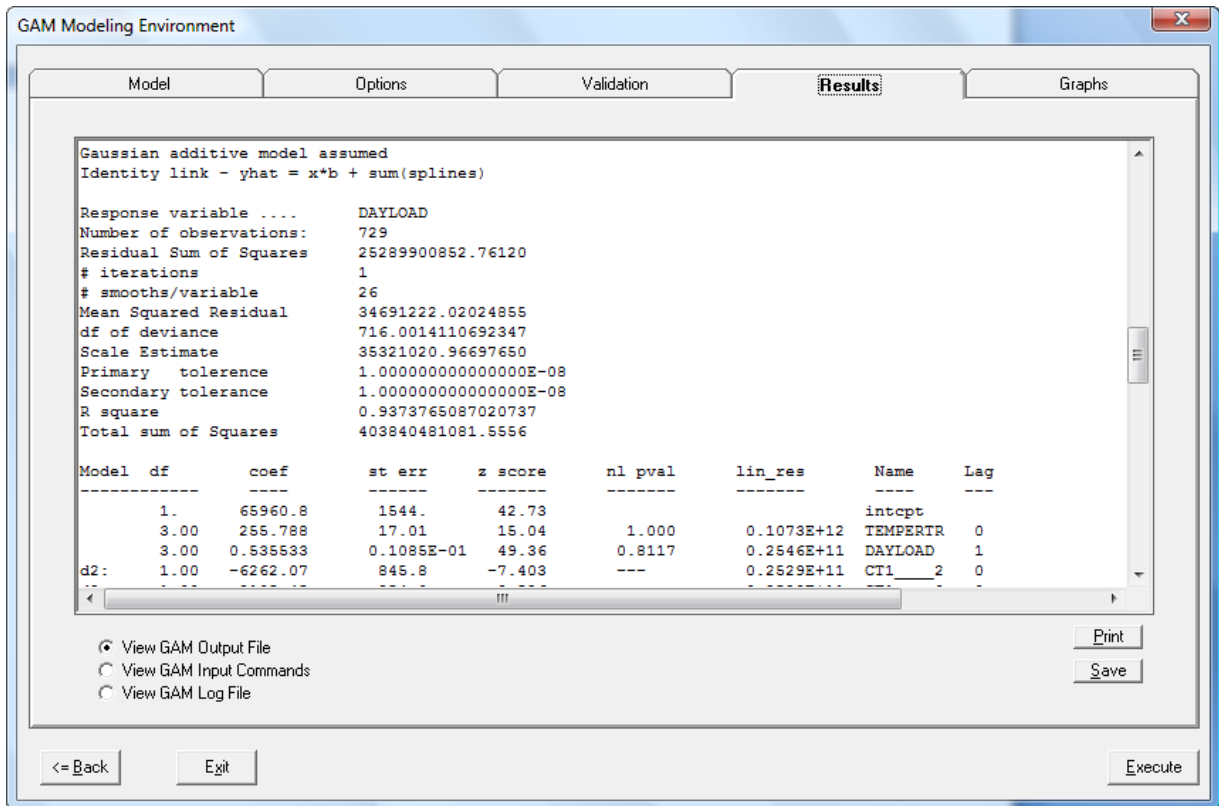 GAM Modeling Environment
Model Options Validation Results Graphs
Gaussian additive model assumed
Identity link - yhat = x*b + sum(splines)
Response variable .... DAYLOAD
Number of observations: 729
Residual Sum of Squares 25289900852.76120
# iterations 1
# smooths/variable 26
Mean Squared Residual 34691222.02024855
df of deviance 716.0014110692347
Scale Estimate 35321020.96697650
Primary tolerence 1.000000000000000E-08
Secondary tolerance 1.000000000000000E-08
R square 0.9373765087020737
Total sum of Squares 403840481081.5556
Model df coef st err z score nl pval lin_res Name Lag
------------ ---- ------ ------- ------- ------- ---- ---
1. 65960.8 1544. 42.73 intcpt
3.00 255.788 17.01 15.04 1.000 0.1073E+12 TEMPERTR 0
3.00 0.535533 0.1085E-01 49.36 0.8117 0.2546E+11 DAYLOAD 1
d2: 1.00 -6262.07 845.8 -7.403 --- 0.2529E+11 CT1____2 0
View GAM Output File
View GAM Input Commands
View GAM Log File
Print
Save
<= Back Exit Execute